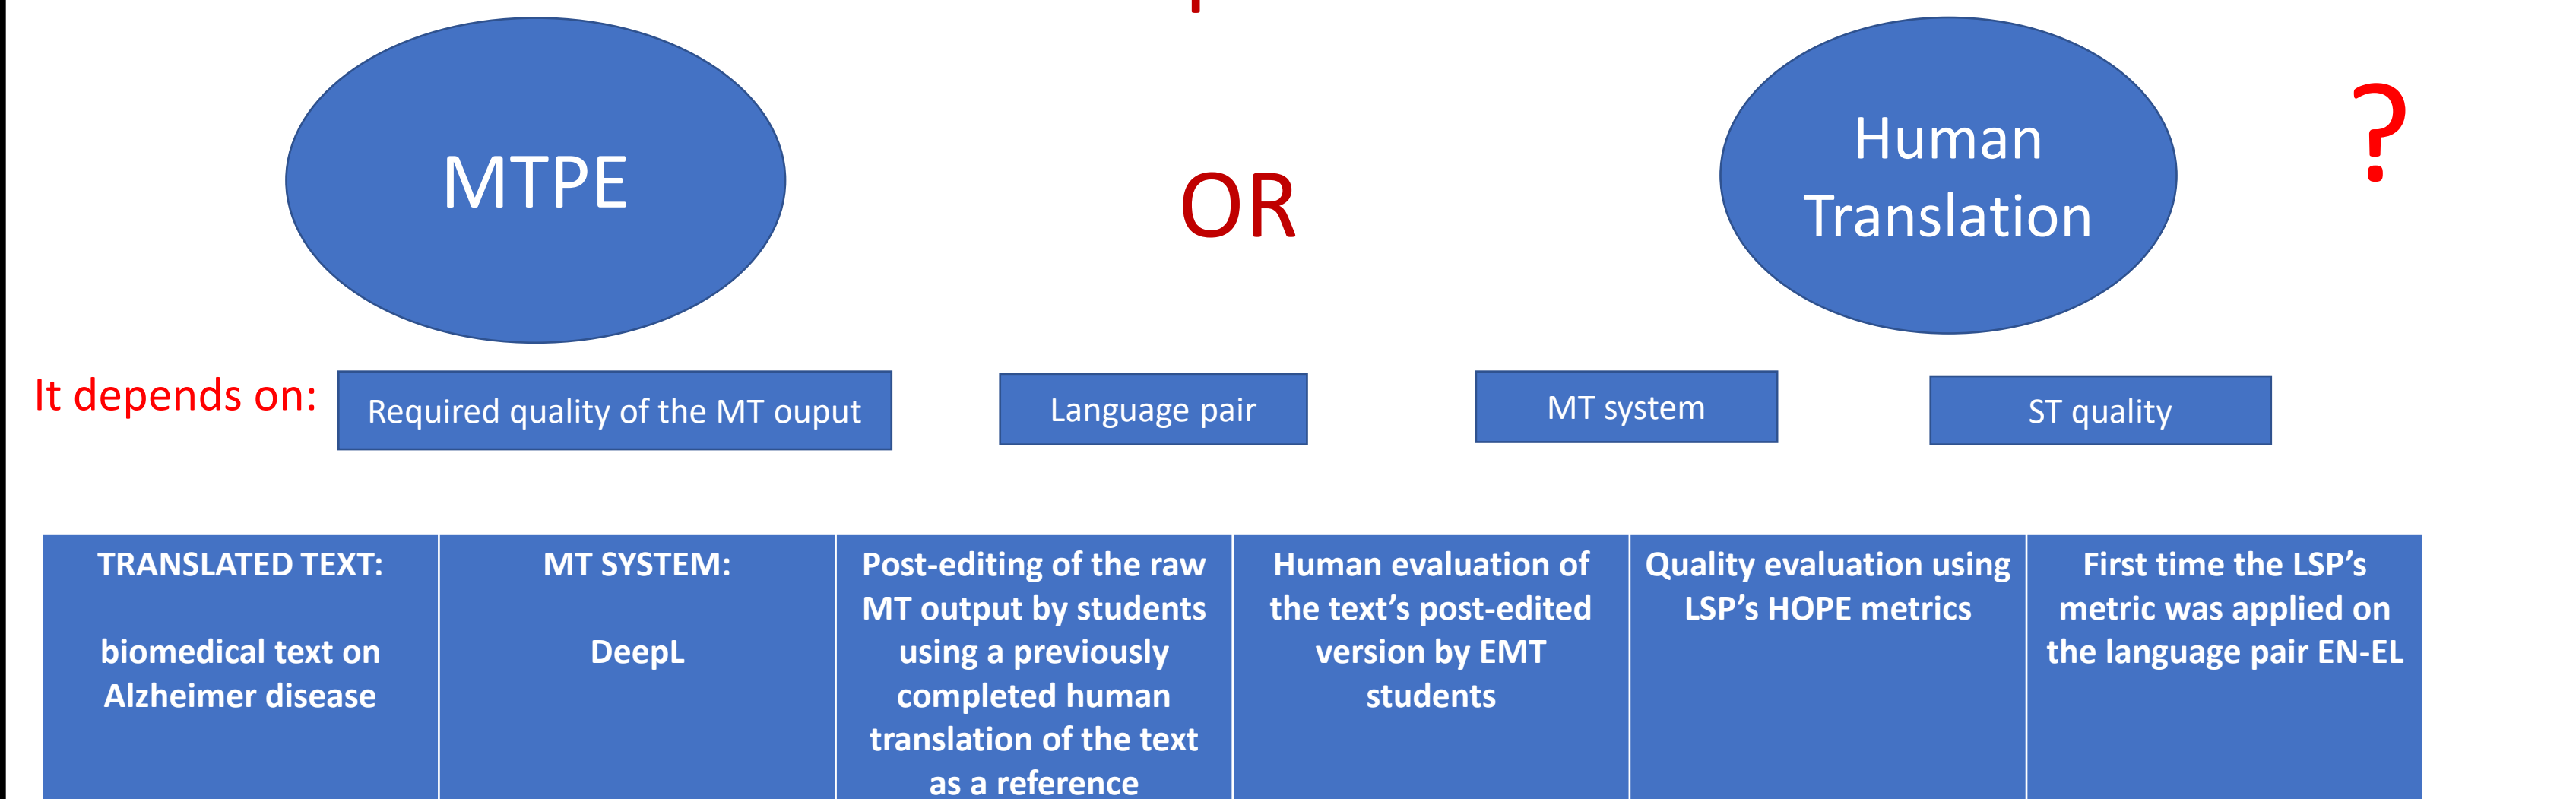 MTPE
OR
Human
Translation
?
It depends on:
Required quality of the MT ouput
Language pair
MT system
ST quality
TRANSLATED TEXT:
biomedical text on
Alzheimer disease
MT SYSTEM:
DeepL
Post-editing of the raw
MT output by students
using a previously
completed human
translation of the text
as a reference
Human evaluation of
the text's post-edited
version by EMT
students
Quality evaluation using
LSP's HOPE metrics
First time the LSP's
metric was applied on
the language pair EN-EL